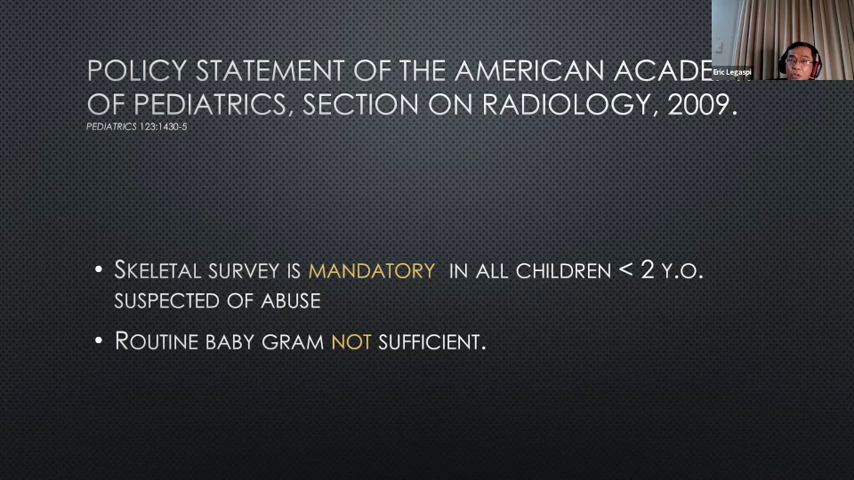 POLICY STATEMENT OF THE AMERICAN ACADE
OF PEDIATRICS, SECTION ON RADIOLOGY, 2009.
PEDIATRICS 123:1430-5
Eric Legaspi
• SKELETAL SURVEY IS MANDATORY IN ALL CHILDREN < 2 Y.O.
SUSPECTED OF ABUSE
• ROUTINE BABY GRAM NOT SUFFICIENT.